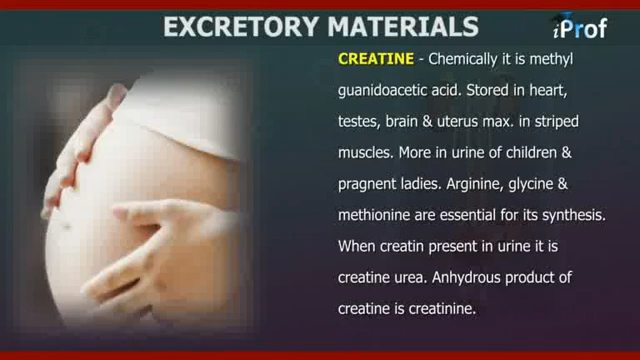 EXCRETORY MATERIALS
iProf
CREATINE - Chemically it is methyl
guanidoacetic acid. Stored in heart,
testes, brain & uterus max. in striped
muscles. More in urine of children &
pragnent ladies. Arginine, glycine &
methionine are essential for its synthesis.
When creatin present in urine it is
creatine urea. Anhydrous product of
creatine is creatinine.